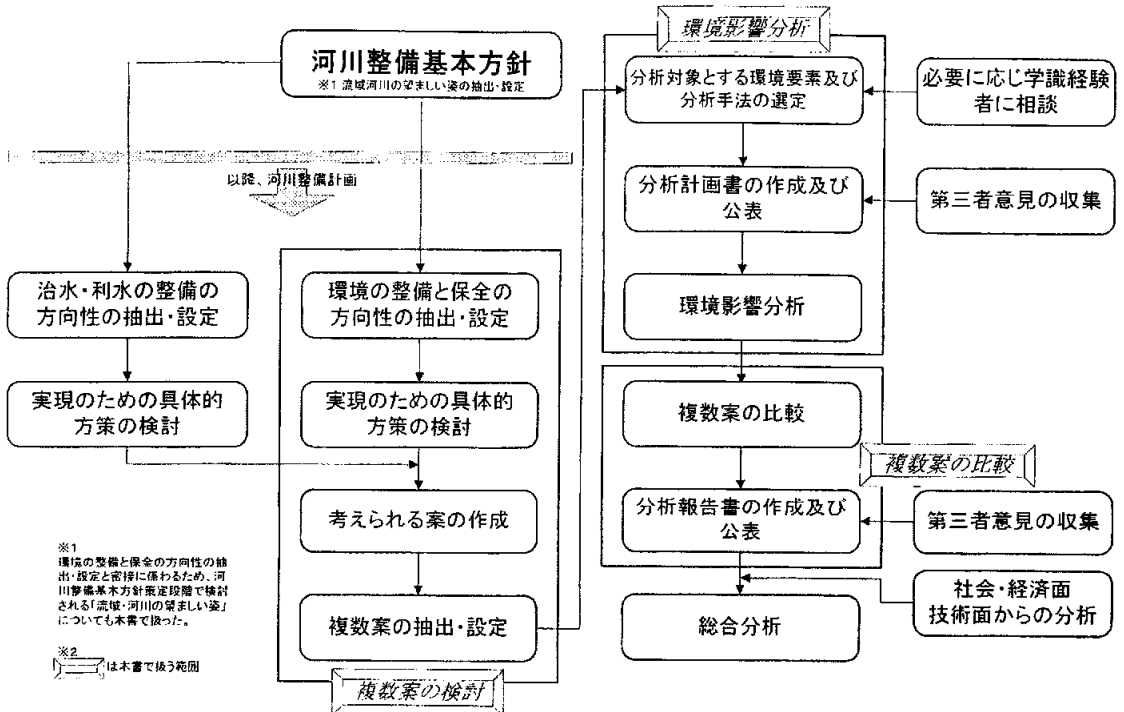 河川整備基本方針
※1 流域河川の望ましい姿の抽出・設定
以降、河川整備計画
治水・利水の整備の
方向性の抽出・設定
実現のための具体的
方策の検討
環境の整備と保全の
方向性の抽出・設定
実現のための具体的
方策の検討
考えられる案の作成
複数案の抽出・設定
複数案の検討
※1
環境の整備と保全の方向性の抽
出・設定と密接に係わるため、河
川整備基本方針策定段階で検討
される「流域・河川の望ましい姿」
についても本書で扱った。
※2
は本書で扱う範囲
環境影響分析
分析対象とする環境要素及び
分析手法の選定
必要に応じ学識経験
者に相談
分析計画書の作成及び
公表
第三者意見の収集
環境影響分析
複数案の比較
複数案の比較
分析報告書の作成及び
公表
第三者意見の収集
社会・経済面
技術面からの分析
総合分析